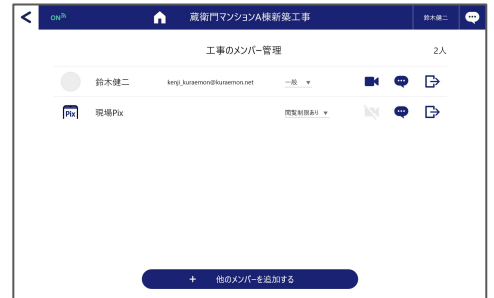 ON
蔵衛門マンションA棟新築工事
鈴木健二
工事のメンバー管理
2人
鈴木健二
kenji_kuraemon@kuraemon.net
一般
Pix
現場Pix
閲覧制限あり
+ 他のメンバーを追加する